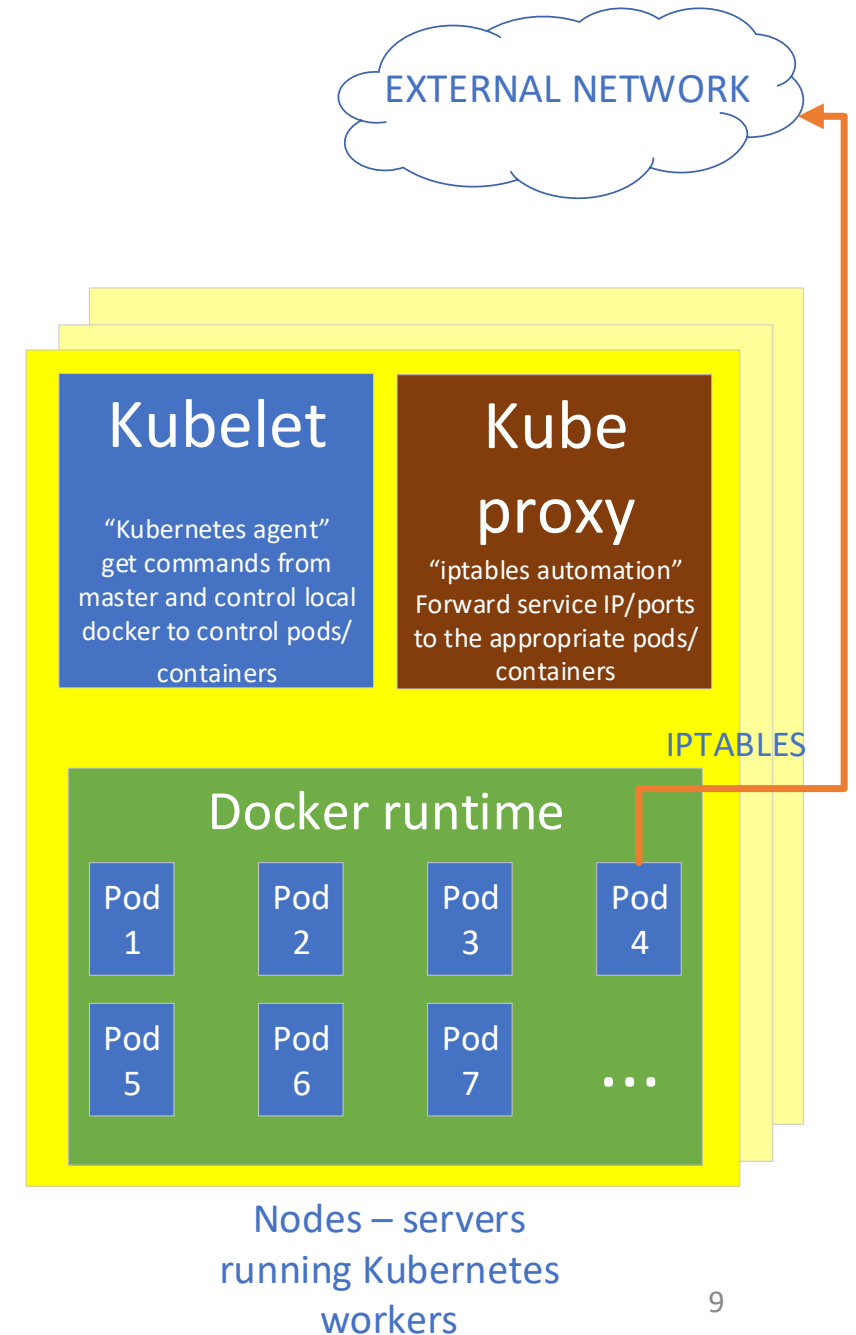 EXTERNAL NETWORK
Kubelet
“Kubernetes agent”
get commands from
master and control local
docker to control pods/
containers
Kube
proxy
“iptables automation”
Forward service IP/ports
to the appropriate pods/
containers
IPTABLES
Docker runtime
Pod
1
Pod
2
Pod
3
Pod
4
Pod
5
Pod
6
Pod
7
...
Nodes – servers
running Kubernetes
workers
9